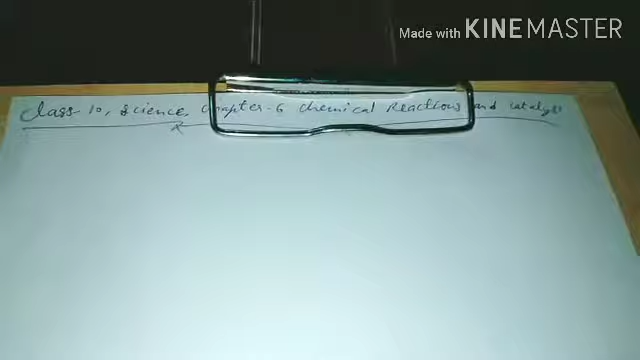 Made with KINEMASTER
Class-10, science, Chapter-6 Chemical Reactions and catalyst